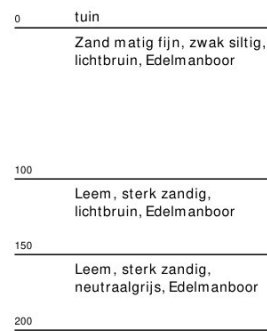 0 tuin
Zand matig fijn, zwak siltig,
lichtbruin, Edelmanboor
100
Leem, sterk zandig,
lichtbruin, Edelmanboor
150
Leem, sterk zandig,
neutraalgrijs, Edelmanboor
200